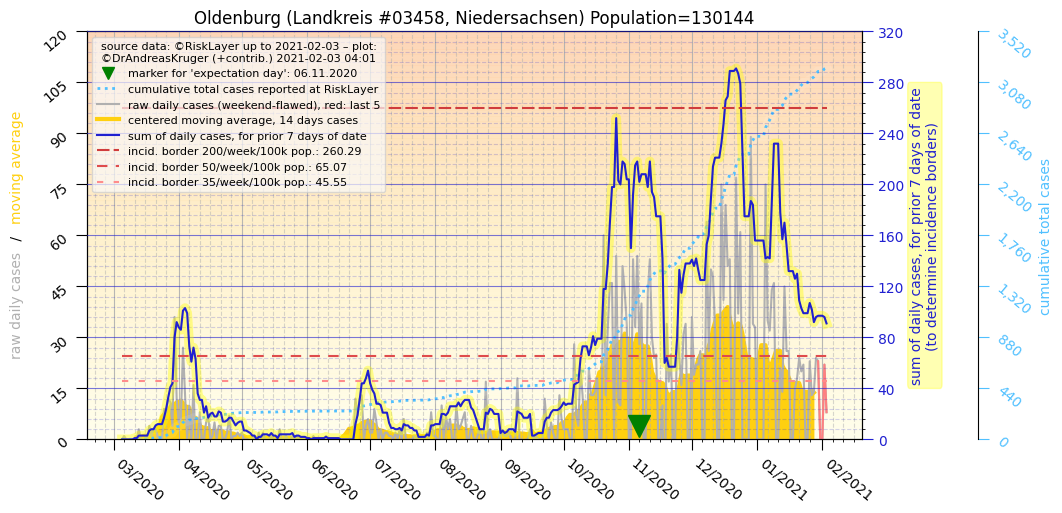 Oldenburg (Landkreis #03458, Niedersachsen) Population=130144
source data: ©RiskLayer up to 2021-02-03 – plot:
©DrAndreasKruger (+contrib.) 2021-02-03 04:01
marker for 'expectation day': 06.11.2020
cumulative total cases reported at RiskLayer
raw daily cases (weekend-flawed), red: last 5
centered moving average, 14 days cases
sum of daily cases, for prior 7 days of date
incid. border 200/week/100k pop.: 260.29
incid. border 50/week/100k pop.: 65.07
incid. border 35/week/100k pop.: 45.55
raw daily cases / moving average
120
105
90
75
60
45
30
15
0
03/2020
04/2020
05/2020
06/2020
07/2020
08/2020
09/2020
10/2020
11/2020
12/2020
01/2021
02/2021
320
280
240
200
160
120
80
40
0
sum of daily cases, for prior 7 days of date
(to determine incidence borders)
3,520
3,080
2,640
2,200
1,760
1,320
880
440
0
cumulative total cases